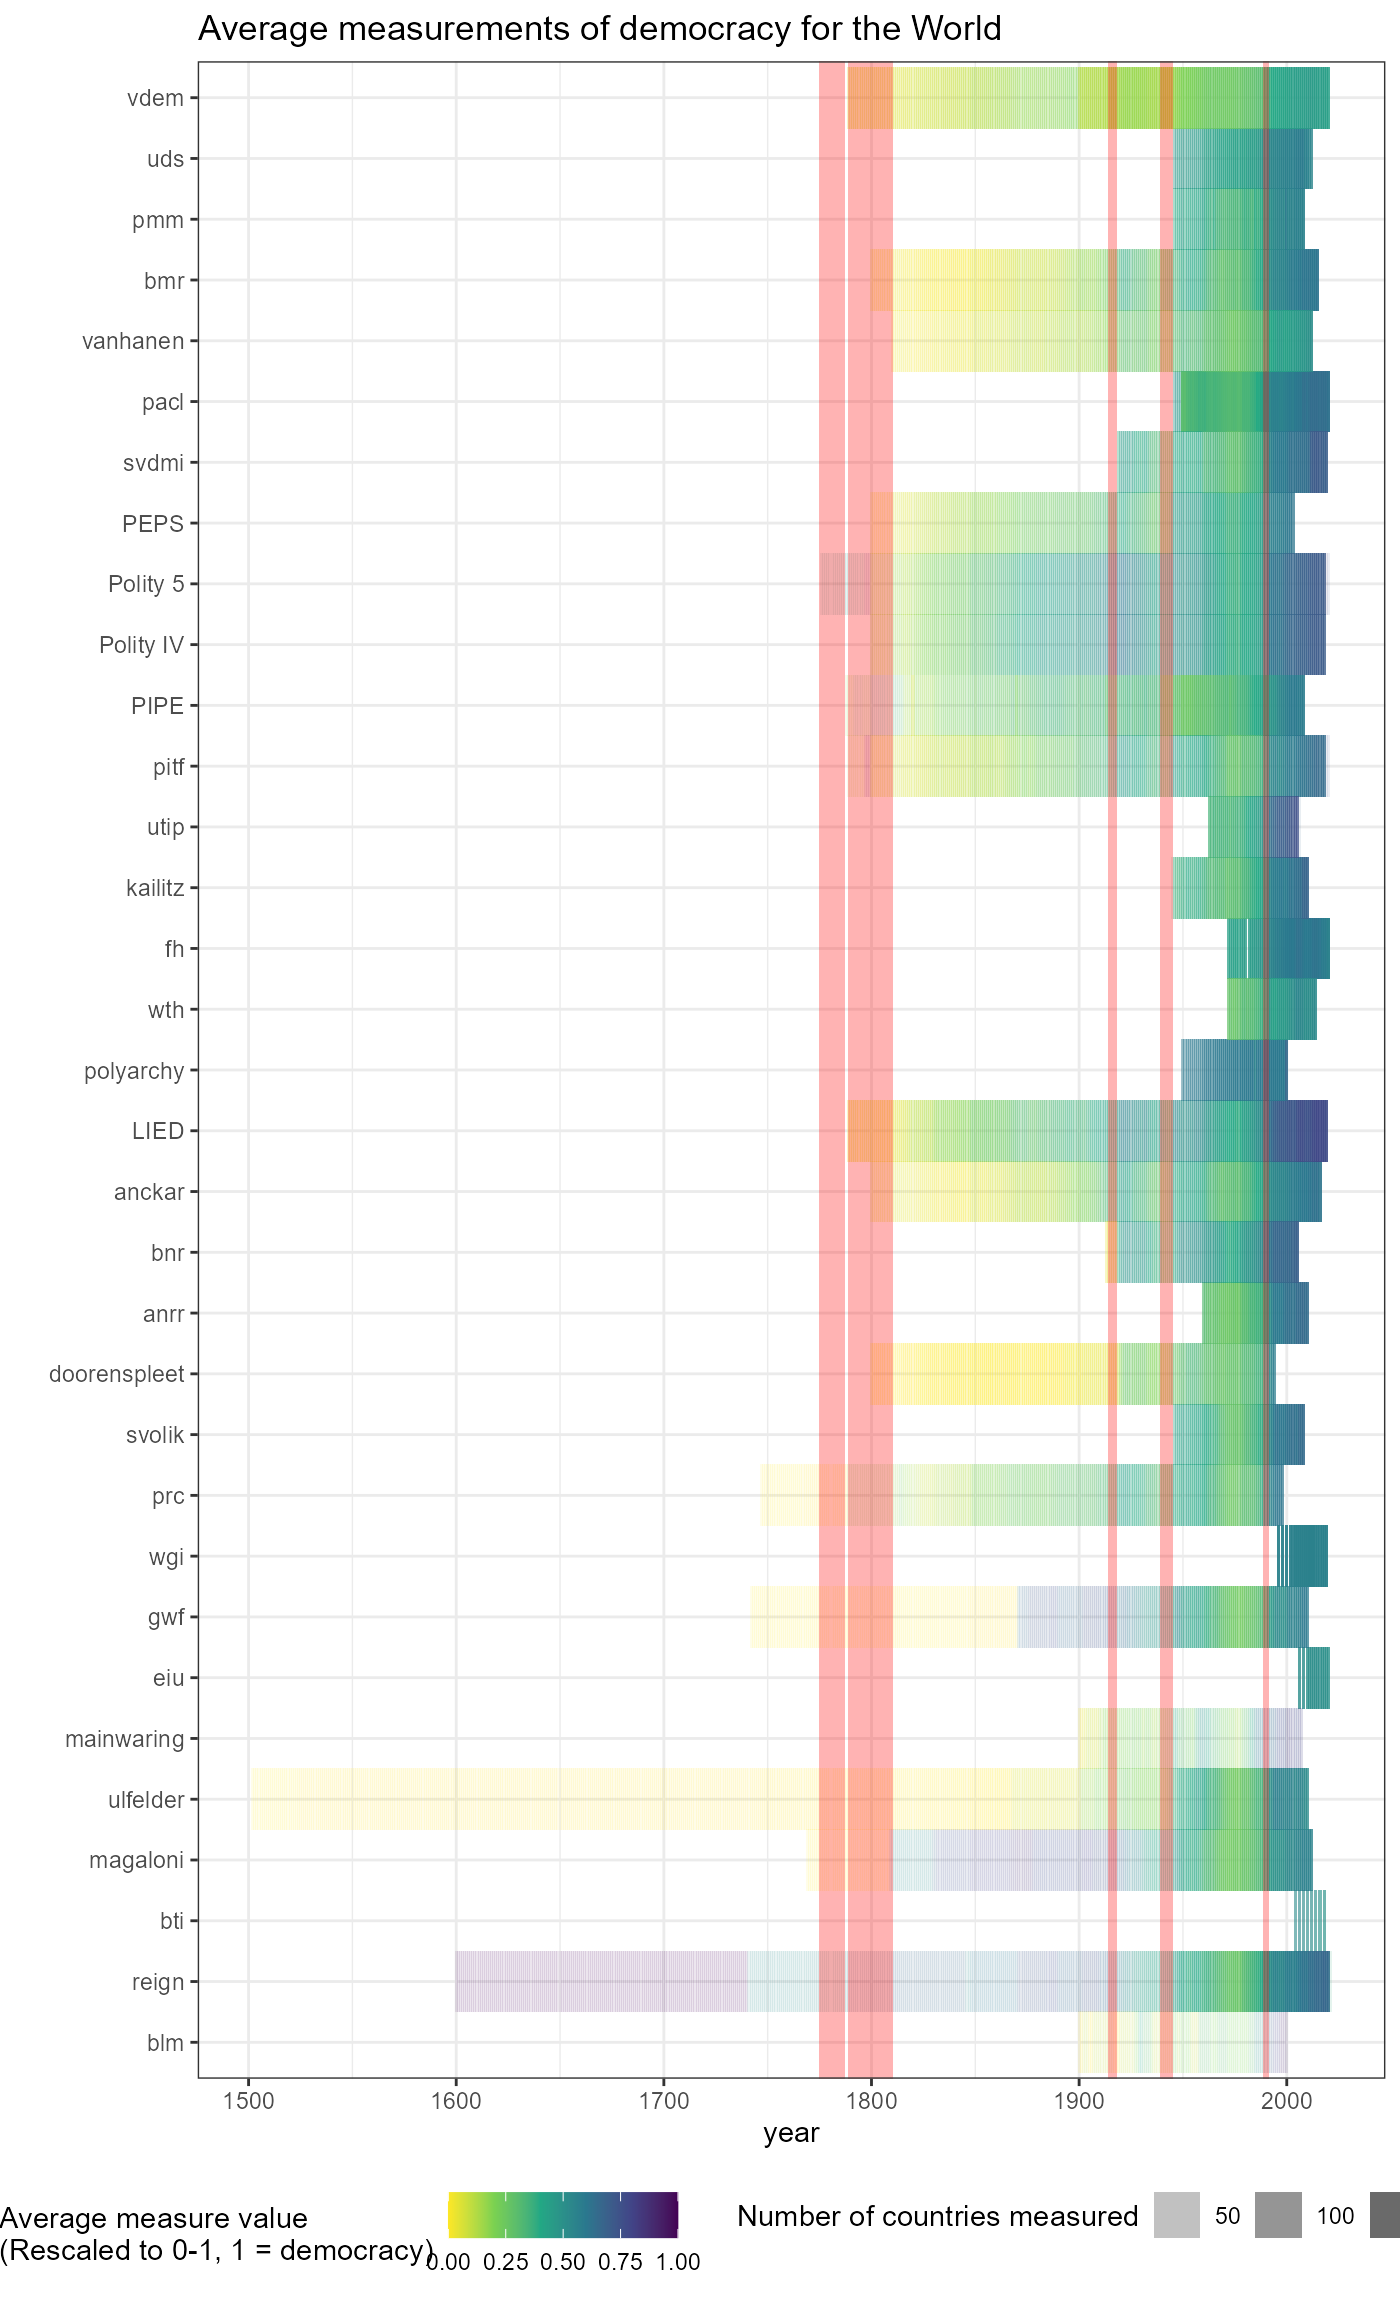 Average measurements of democracy for the World
vdem
uds
pmm
bmr
vanhanen
pacl
svdmi
PEPS
Polity 5
Polity IV
PIPE
pitf
utip
kailitz
fh
wth
polyarchy
LIED
anckar
bnr
anrr
doorenspleet
svolik
prc
wgi
gwf
eiu
mainwaring
ulfelder
magaloni
bti
reign
blm
1500 1600 1700 1800 1900 2000
year
Average measure value
(Rescaled to 0-1, 1 = democracy)
0.00 0.25 0.50 0.75 1.00
Number of countries measured 50 100